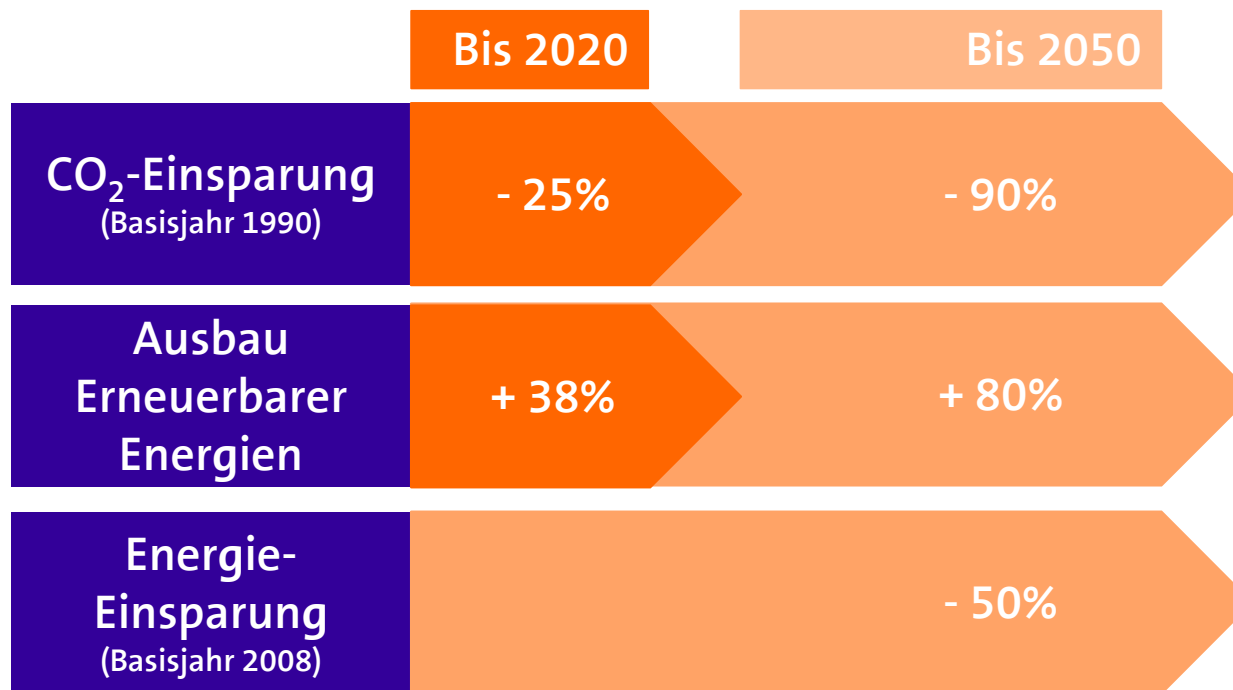 Bis 2020
Bis 2050
CO₂-Einsparung
(Basisjahr 1990)
- 25%
- 90%
Ausbau
Erneuerbarer
Energien
+ 38%
+ 80%
Energie-
Einsparung
(Basisjahr 2008)
- 50%